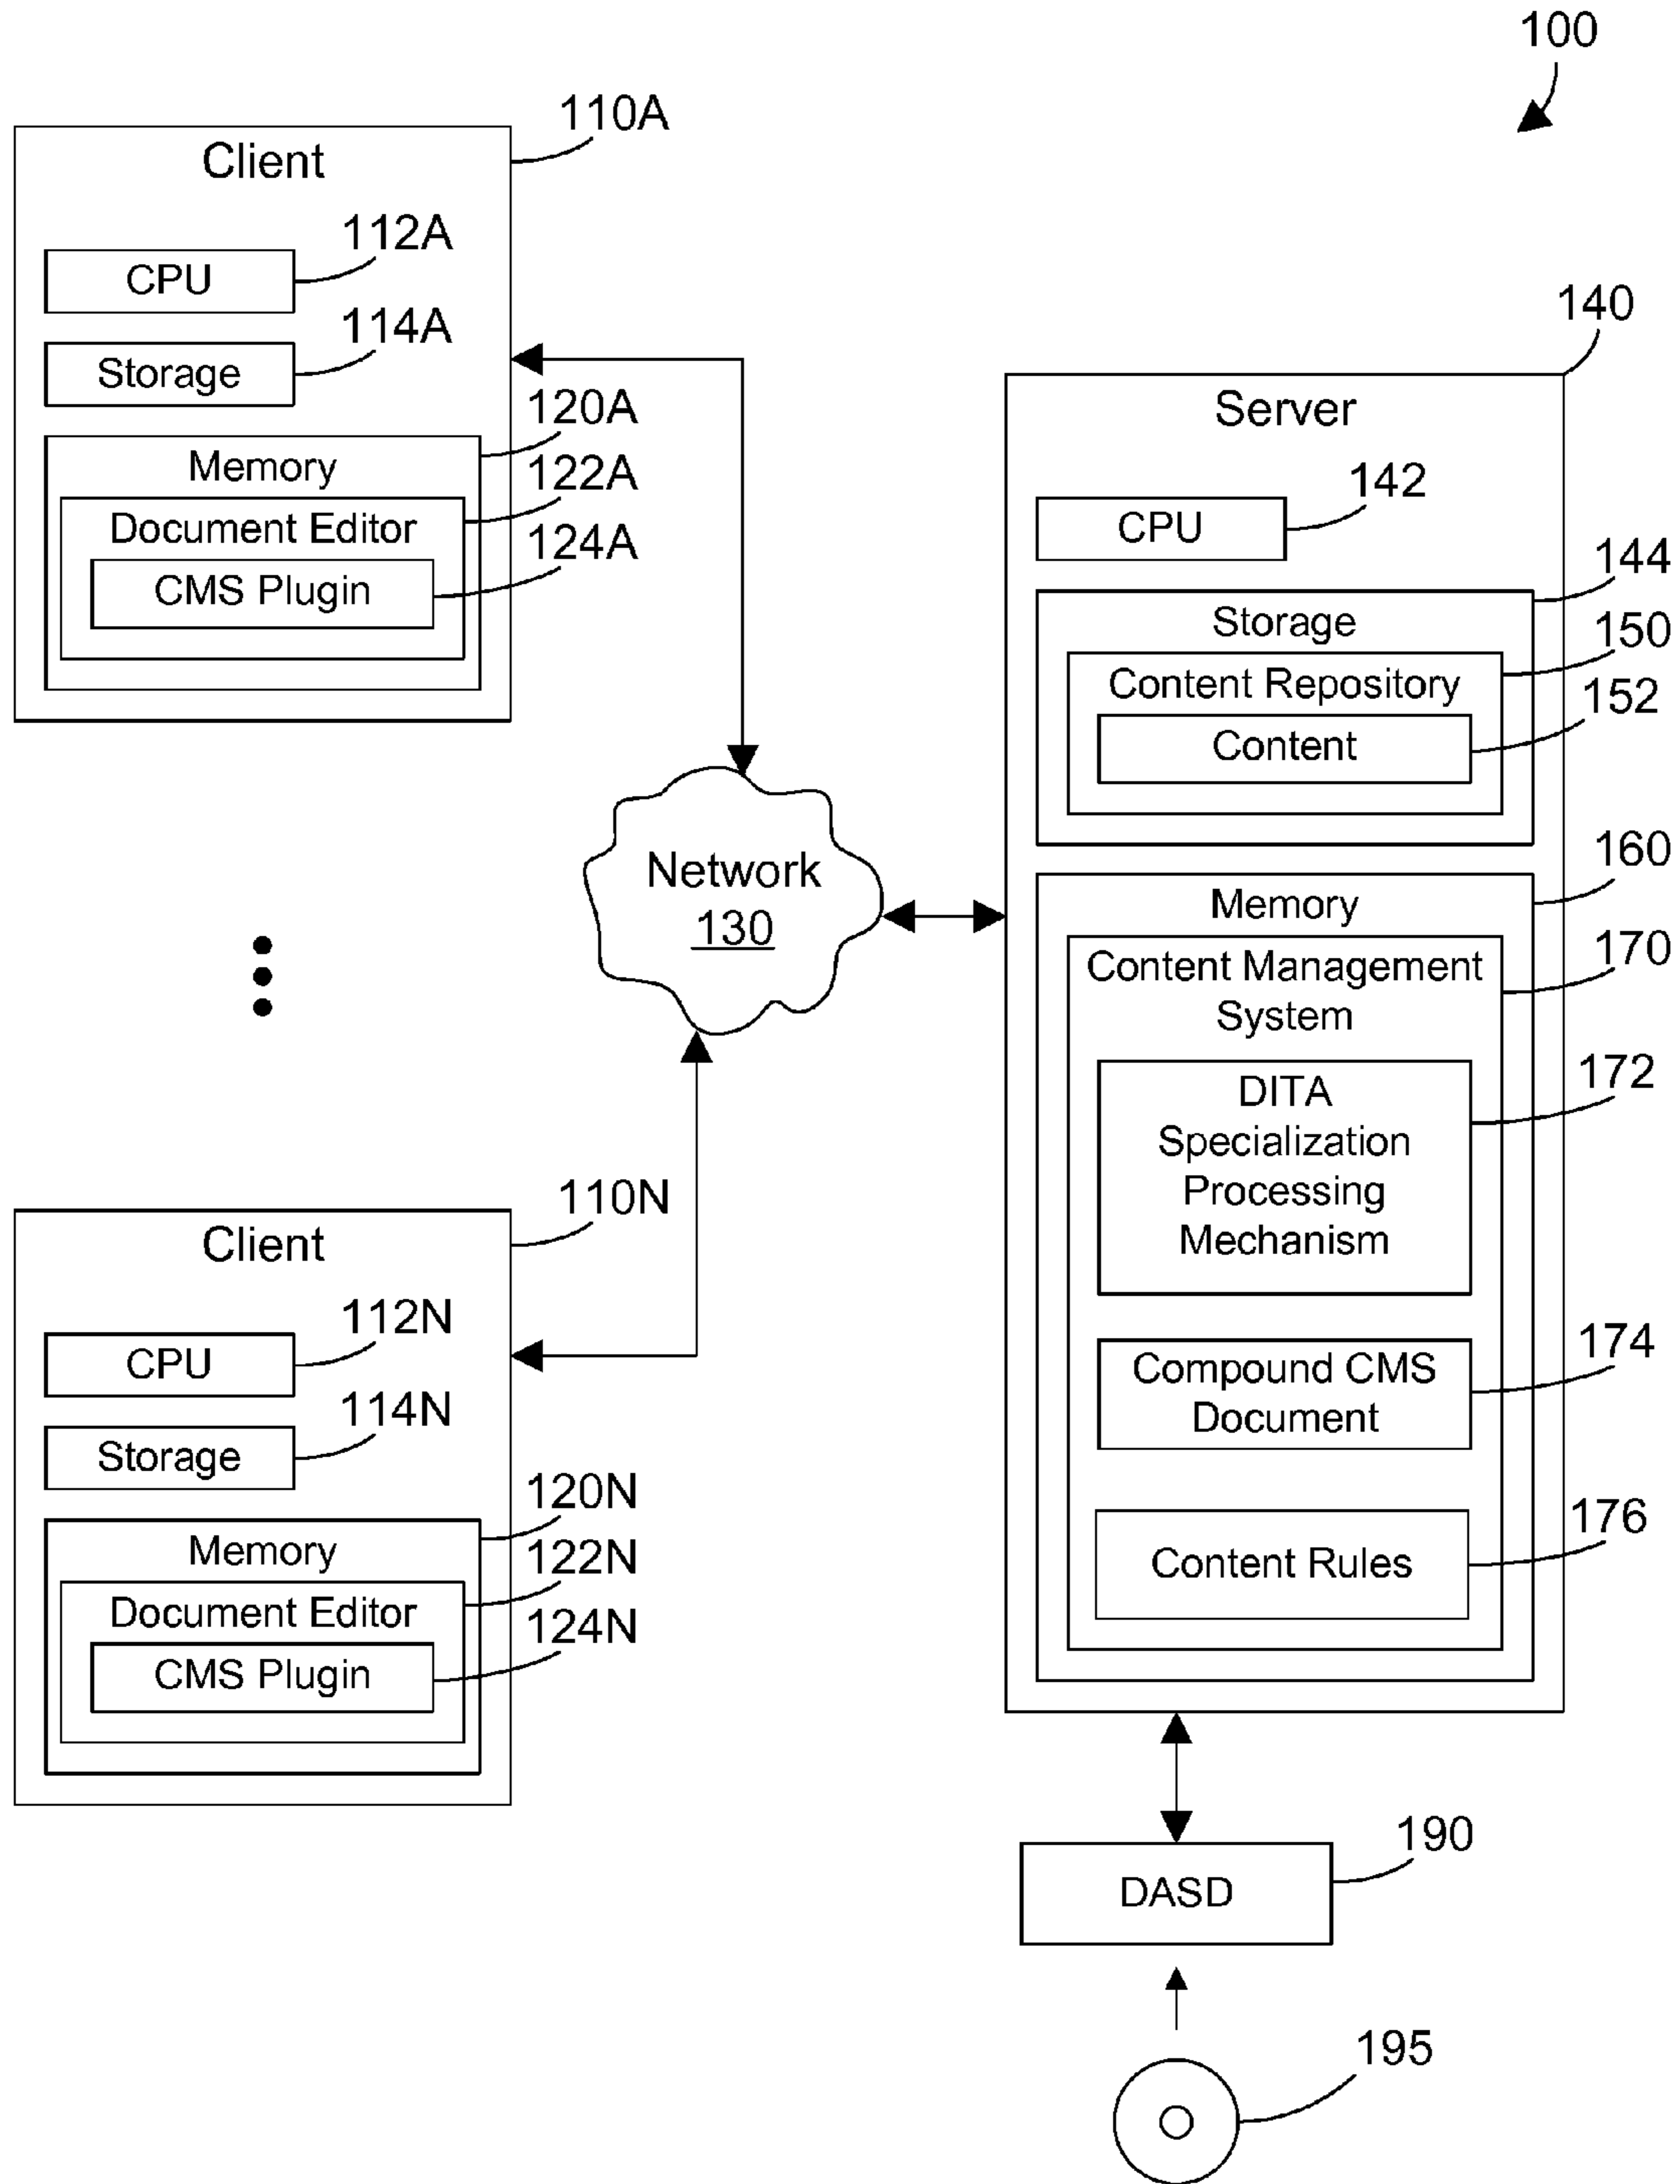 100
110A
Client
112A
CPU
114A
Storage
120A
Memory
122A
Document Editor
124A
CMS Plugin
Network
130
110N
Client
112N
CPU
114N
Storage
120N
Memory
122N
Document Editor
124N
CMS Plugin
140
Server
142
CPU
144
Storage
150
Content Repository
152
Content
160
Memory
170
Content Management
System
172
DITA
Specialization
Processing
Mechanism
174
Compound CMS
Document
176
Content Rules
190
DASD
195